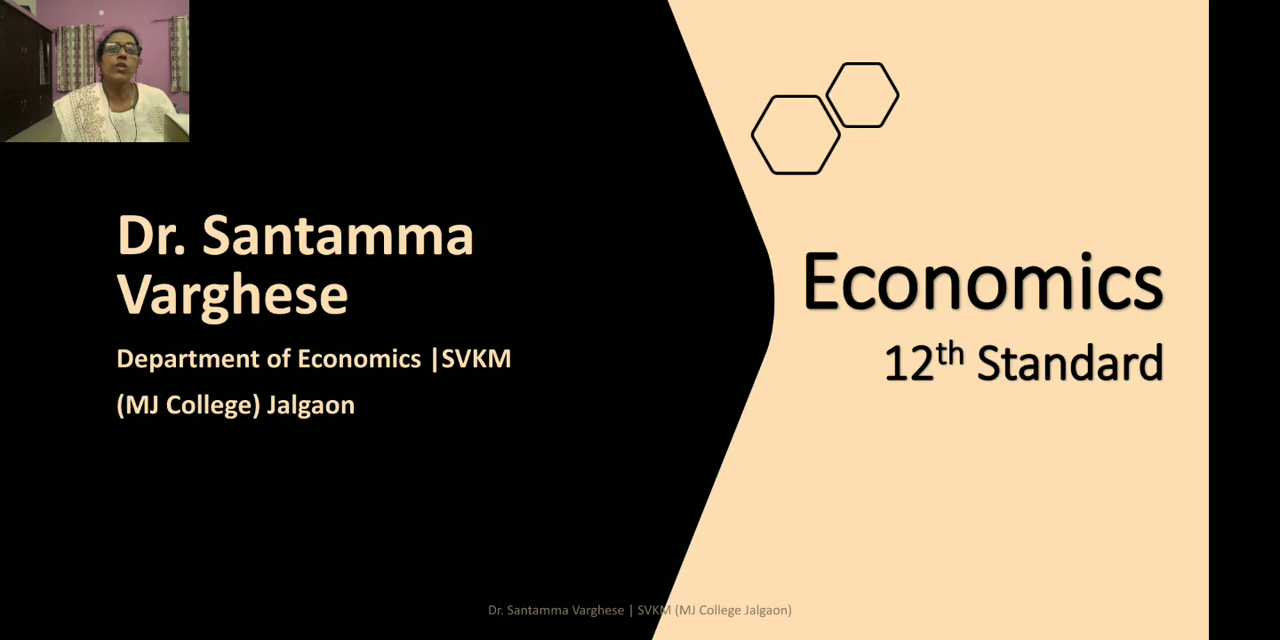 Dr. Santamma
Varghese
Department of Economics |SVKM
(MJ College) Jalgaon
Economics
12th Standard
Dr. Santamma Varghese | SVKM (MJ College Jalgaon)